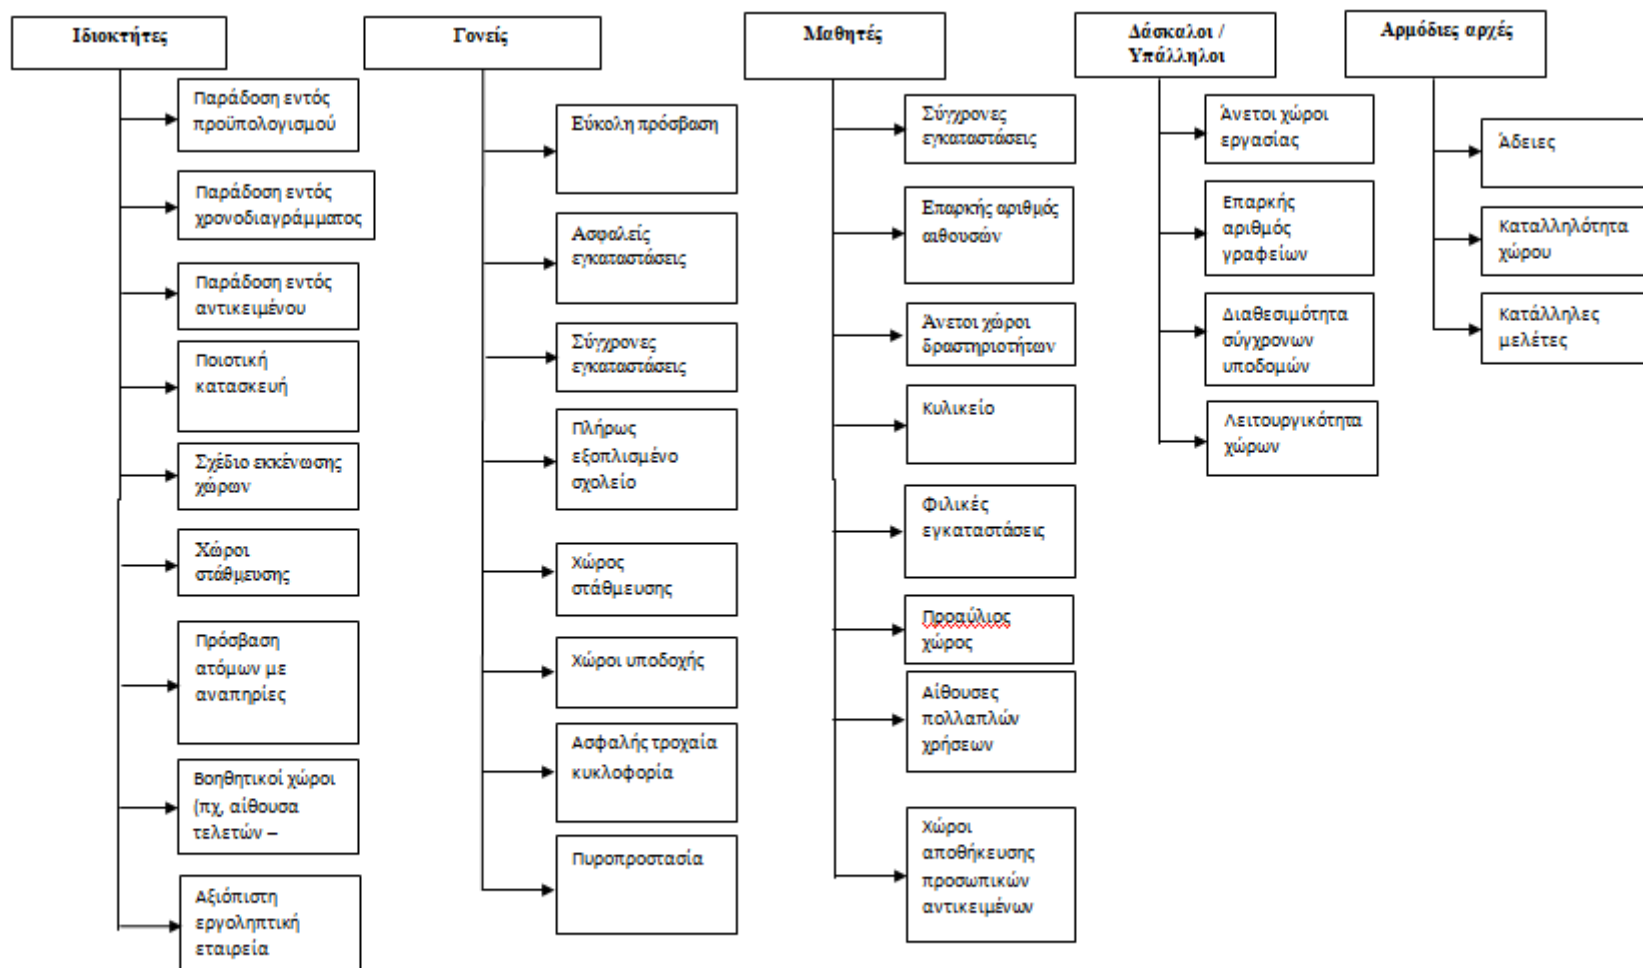 Ιδιοκτήτες
Παράδοση εντός
προϋπολογισμού
Παράδοση εντός
χρονοδιαγράμματος
Παράδοση εντός
αντικειμένου
Ποιοτική
κατασκευή
Σχέδιο εκκένωσης
χώρων
Χώροι
στάθμευσης
Πρόσβαση
ατόμων με
αναπηρίες
Βοηθητικοί χώροι
(πχ, αίθουσα
τελετών –
Αξιόπιστη
εργοληπτική
εταιρεία
Γονείς
Εύκολη πρόσβαση
Ασφαλείς
εγκαταστάσεις
Σύγχρονες
εγκαταστάσεις
Πλήρως
εξοπλισμένο
σχολείο
Χώρος
στάθμευσης
Χώροι υποδοχής
Ασφαλής τροχαία
κυκλοφορία
Πυροπροστασία
Μαθητές
Σύγχρονες
εγκαταστάσεις
Επαρκής αριθμός
αιθουσών
Άνετοι χώροι
δραστηριοτήτων
Κυλικείο
Φιλικές
εγκαταστάσεις
Προαύλιος
χώρος
Αίθουσες
πολλαπλών
χρήσεων
Χώροι
αποθήκευσης
προσωπικών
αντικειμένων
Δάσκαλοι /
Υπάλληλοι
Άνετοι χώροι
εργασίας
Επαρκής
αριθμός
γραφείων
Διαθεσιμότητα
σύγχρονων
υποδομών
Λειτουργικότητα
χώρων
Αρμόδιες αρχές
Άδειες
Καταλληλότητα
χώρου
Κατάλληλες
μελέτες